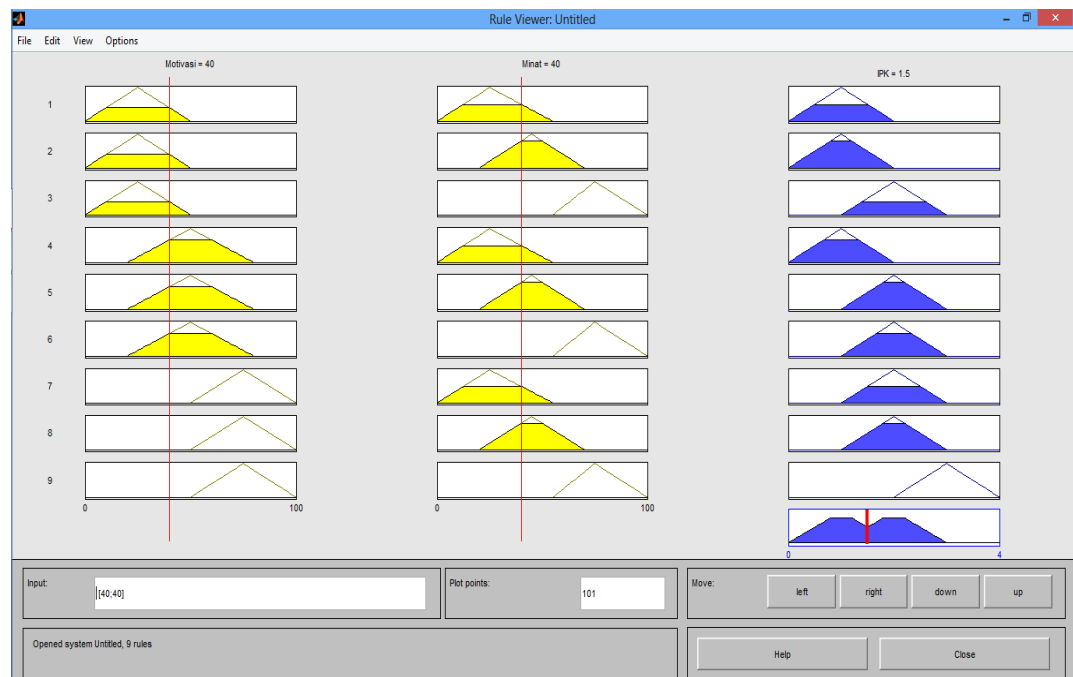 Rule Viewer: Untitled
File Edit View Options
Motivasi = 40
Minat = 40
IPK = 1.5
1
2
3
4
5
6
7
8
9
0 100
0 100
0 4
Input:
[40;40]
Plot points:
101
Move:
left
right
down
up
Opened system Untitled, 9 rules
Help
Close